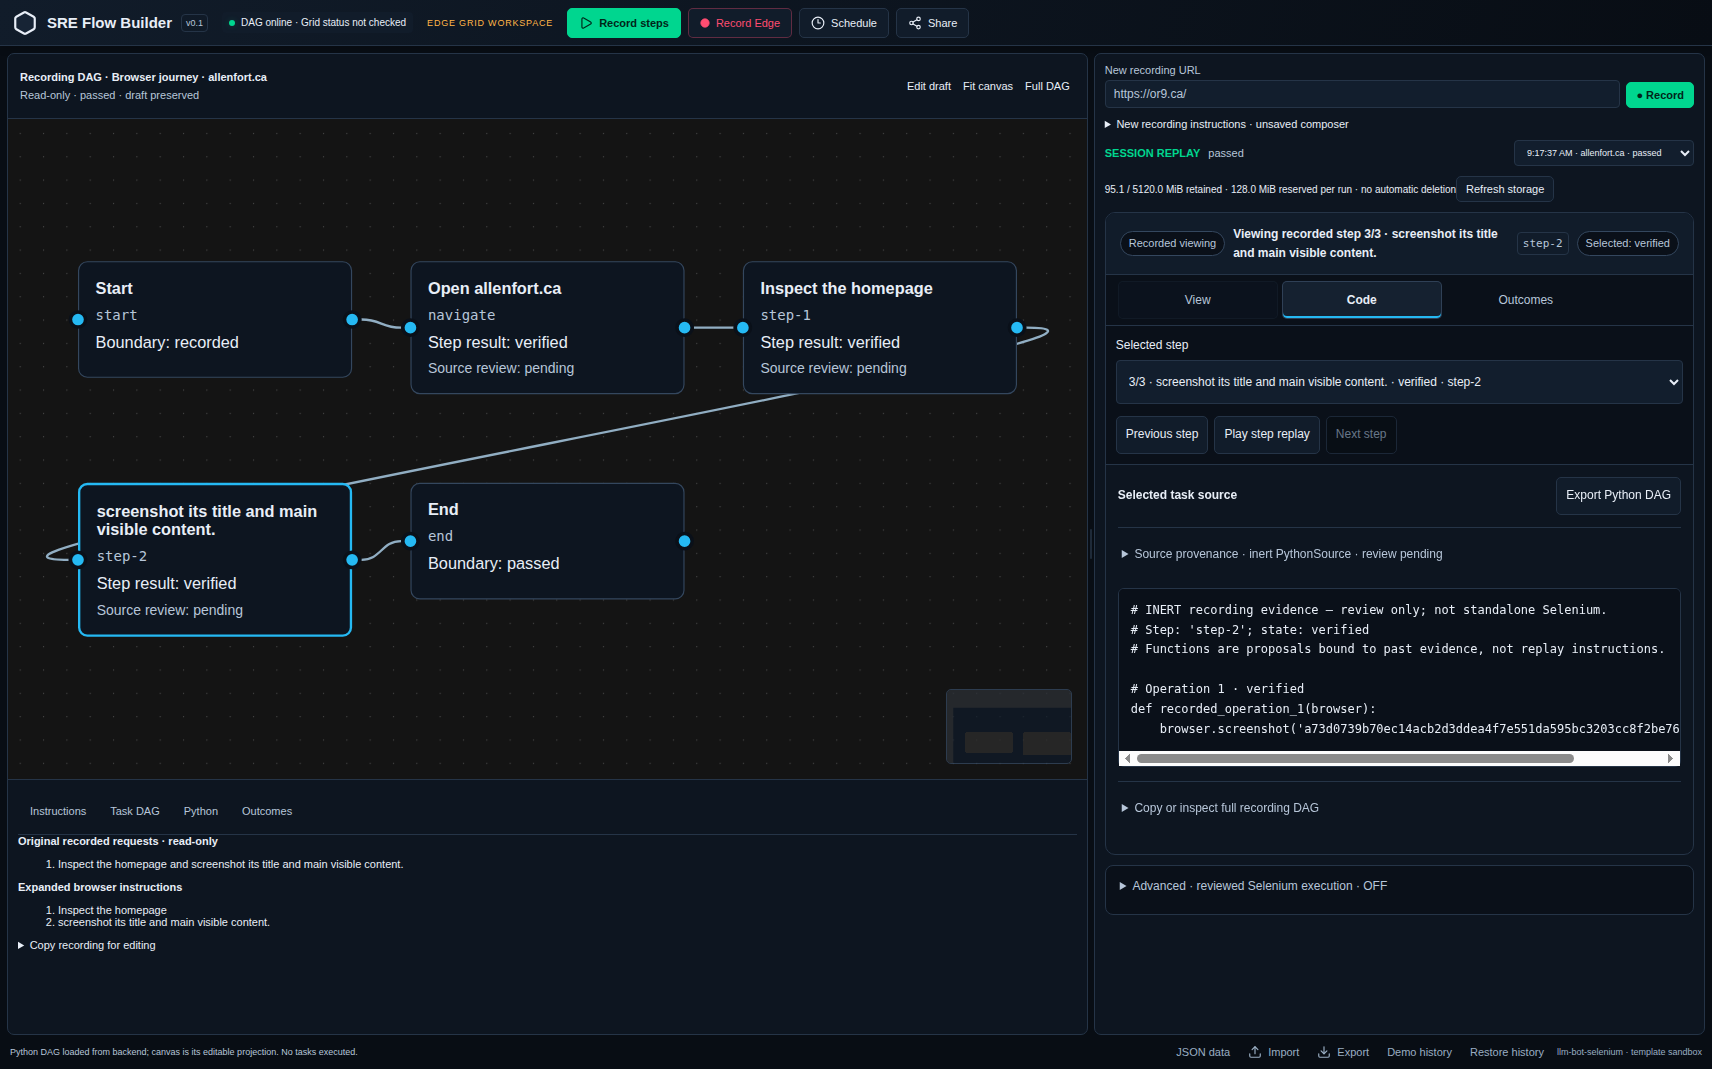 SRE Flow Builder
v0.1
DAG online · Grid status not checked
EDGE GRID WORKSPACE
Record steps
Record Edge
Schedule
Share
Recording DAG · Browser journey · allenfort.ca
Read-only · passed · draft preserved
Edit draft
Fit canvas
Full DAG
Start
start
Boundary: recorded
Open allenfort.ca
navigate
Step result: verified
Source review: pending
Inspect the homepage
step-1
Step result: verified
Source review: pending
screenshot its title and main
visible content.
step-2
Step result: verified
Source review: pending
End
end
Boundary: passed
Instructions
Task DAG
Python
Outcomes
Original recorded requests · read-only
1. Inspect the homepage and screenshot its title and main visible content.
Expanded browser instructions
1. Inspect the homepage
2. screenshot its title and main visible content.
Copy recording for editing
New recording URL
https://or9.ca/
● Record
New recording instructions · unsaved composer
SESSION REPLAY passed
9:17:37 AM · allenfort.ca · passed
95.1 / 5120.0 MiB retained · 128.0 MiB reserved per run · no automatic deletion
Refresh storage
Recorded viewing
Viewing recorded step 3/3 · screenshot its title
and main visible content.
step-2
Selected: verified
View
Code
Outcomes
Selected step
3/3 · screenshot its title and main visible content. · verified · step-2
Previous step
Play step replay
Next step
Selected task source
Export Python DAG
Source provenance · inert PythonSource · review pending
# INERT recording evidence — review only; not standalone Selenium.
# Step: 'step-2'; state: verified
# Functions are proposals bound to past evidence, not replay instructions.
# Operation 1 · verified
def recorded_operation_1(browser):
browser.screenshot('a73d0739b70ec14acb2d3ddea4f7e551da595bc3203cc8f2be76
Copy or inspect full recording DAG
Advanced · reviewed Selenium execution · OFF
Python DAG loaded from backend; canvas is its editable projection. No tasks executed.
JSON data
Import
Export
Demo history
Restore history
llm-bot-selenium · template sandbox